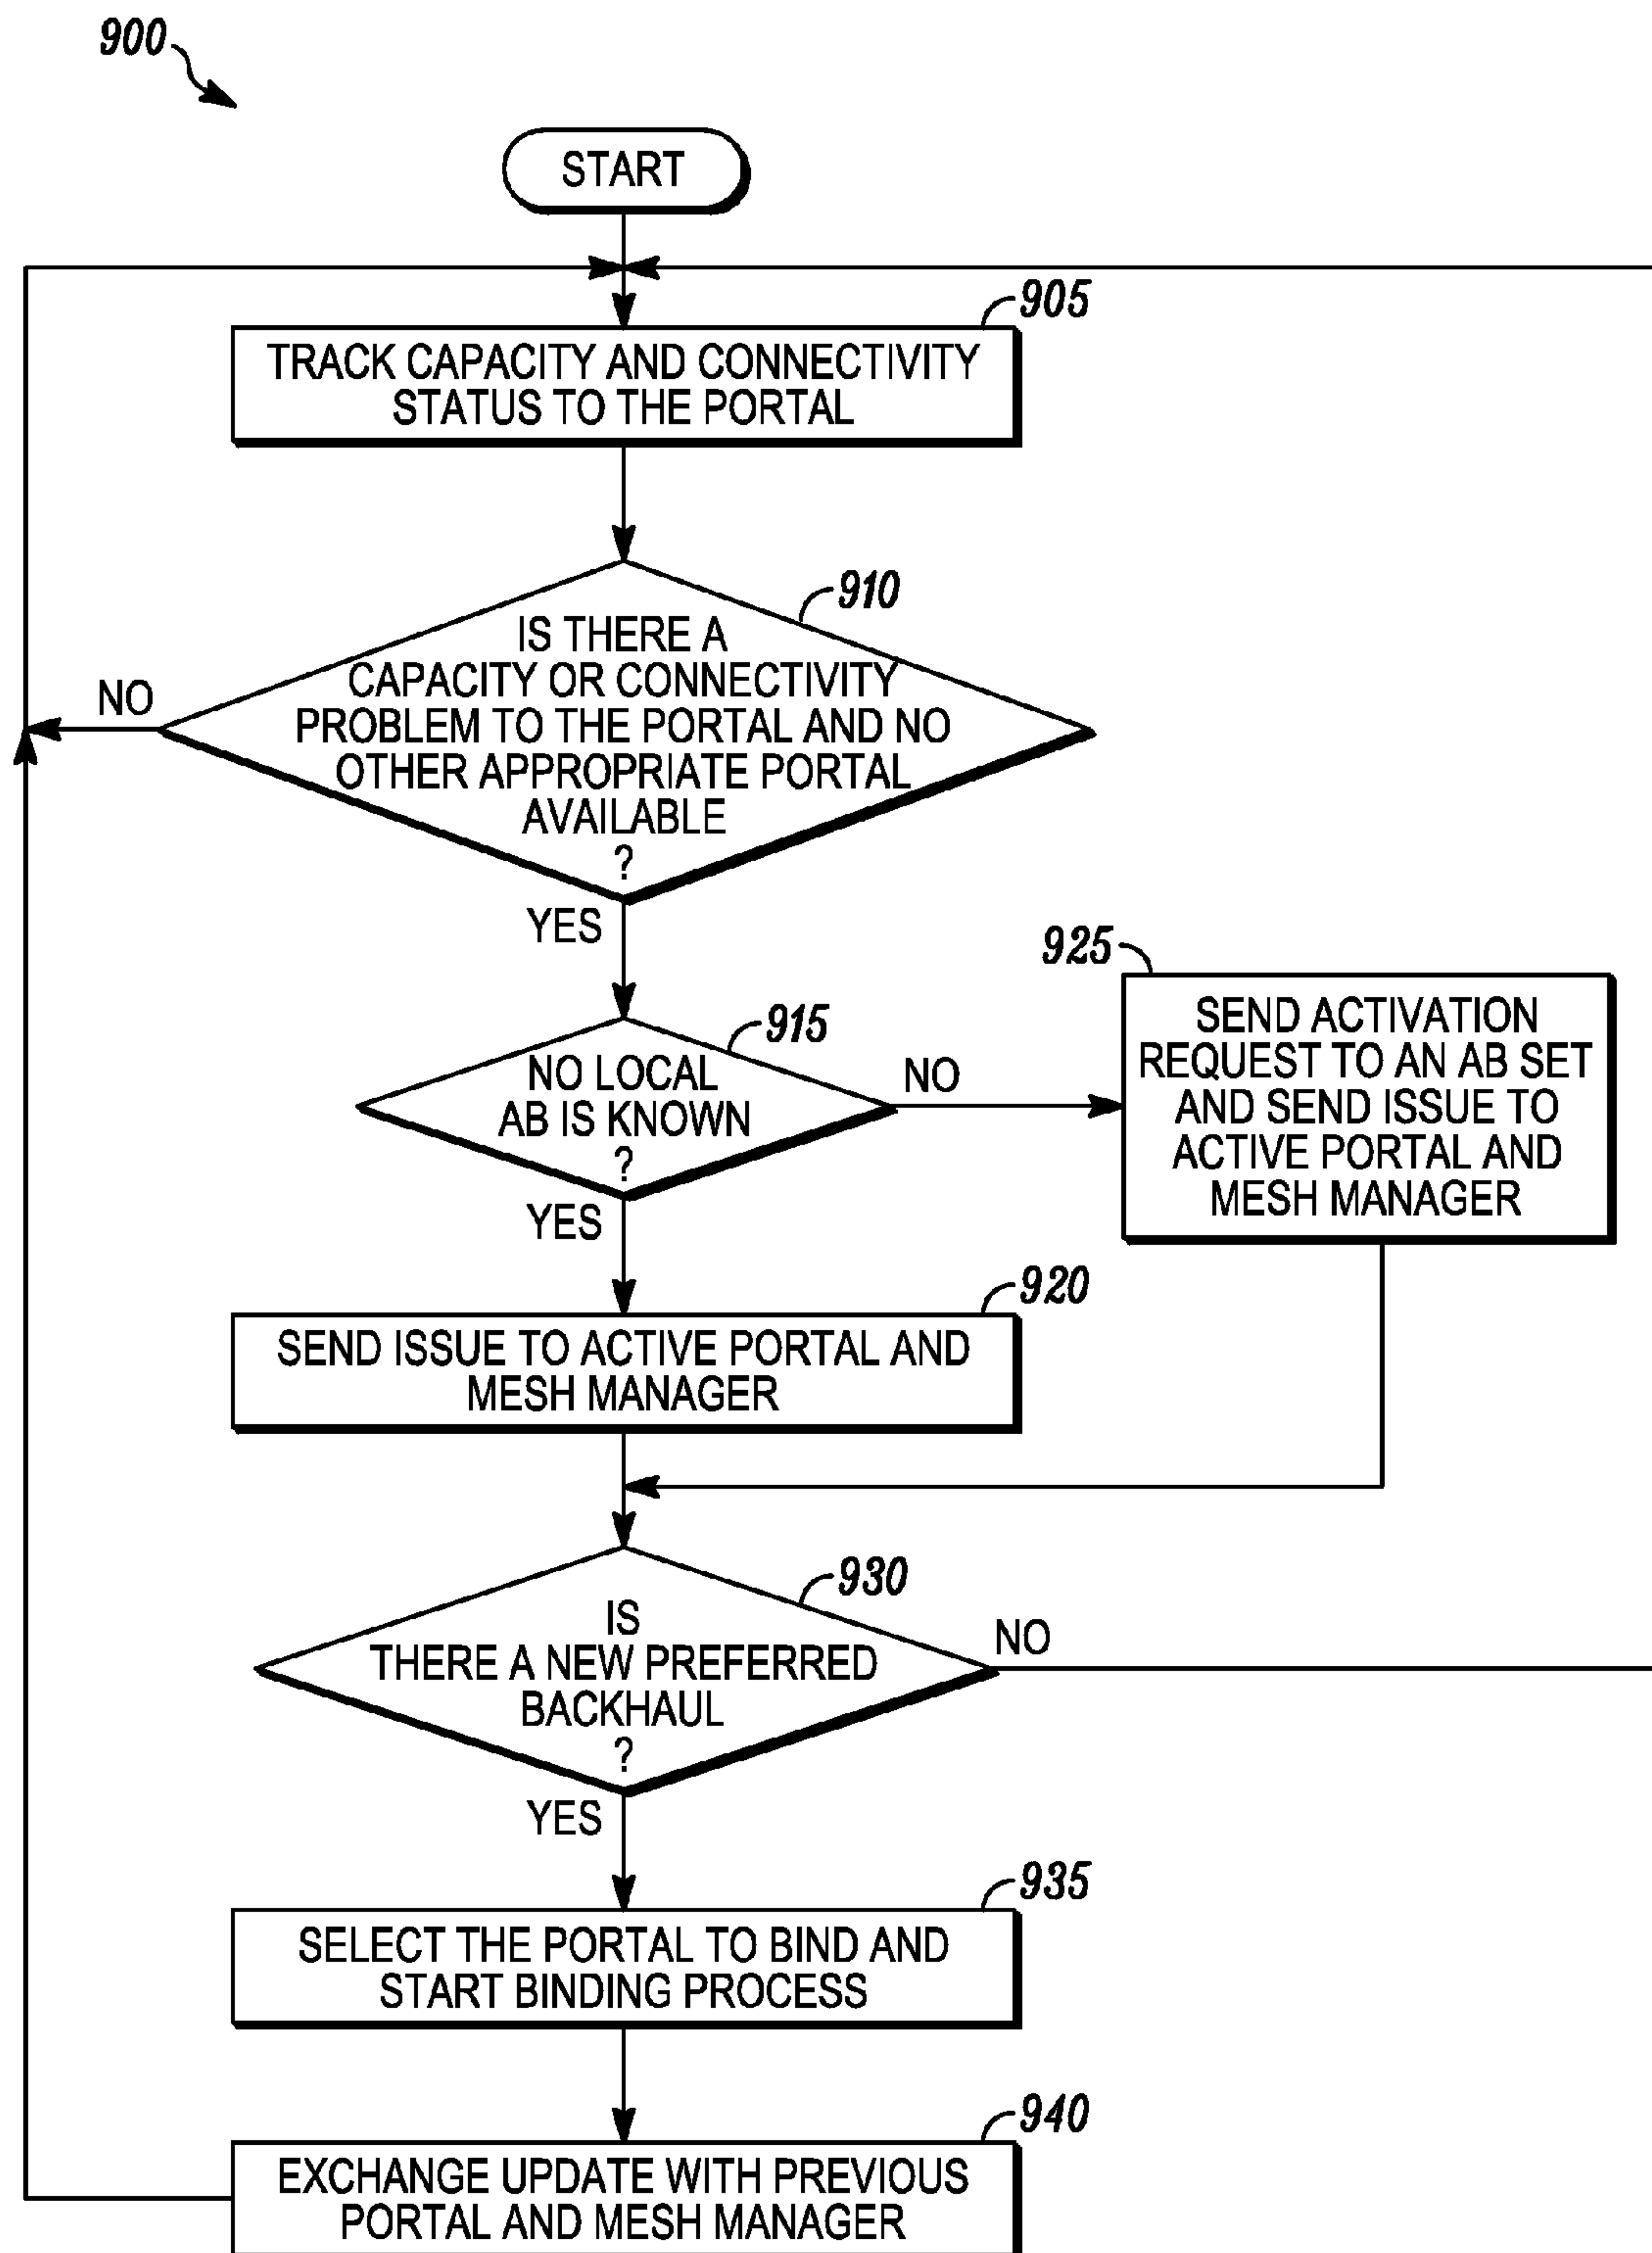 900
START
905
TRACK CAPACITY AND CONNECTIVITY
STATUS TO THE PORTAL
910
IS THERE A
CAPACITY OR CONNECTIVITY
PROBLEM TO THE PORTAL AND NO
OTHER APPROPRIATE PORTAL
AVAILABLE
?
NO
YES
915
NO LOCAL
AB IS KNOWN
?
NO
YES
925
SEND ACTIVATION
REQUEST TO AN AB SET
AND SEND ISSUE TO
ACTIVE PORTAL AND
MESH MANAGER
920
SEND ISSUE TO ACTIVE PORTAL AND
MESH MANAGER
930
IS
THERE A NEW PREFERRED
BACKHAUL
?
NO
YES
935
SELECT THE PORTAL TO BIND AND
START BINDING PROCESS
940
EXCHANGE UPDATE WITH PREVIOUS
PORTAL AND MESH MANAGER